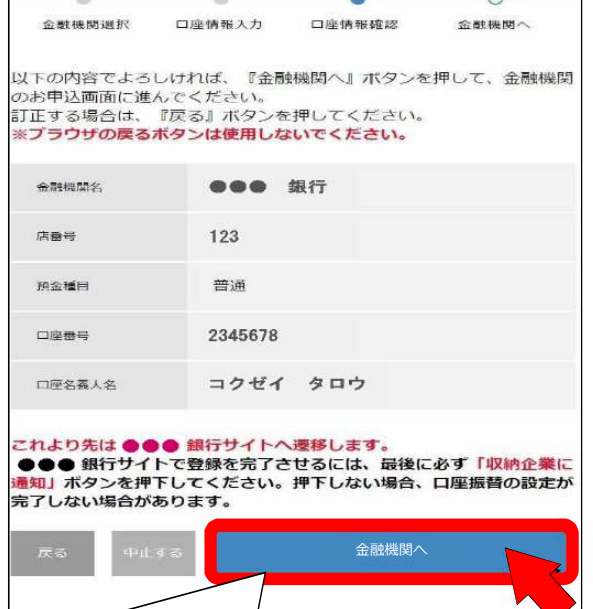 金融機関選択 口座情報入力 口座情報確認 金融機関へ
以下の内容でよろしければ、『金融機関へ』ボタンを押して、金融機関
のお申込画面に進んでください。
訂正する場合は、『戻る』ボタンを押してください。
※ブラウザの戻るボタンは使用しないでください。
金融機関名 ●●● 銀行
店番号 123
預金種目 普通
口座番号 2345678
口座名義人名 コクゼイ タロウ
これより先は ●●● 銀行サイトへ遷移します。
●●● 銀行サイトで登録を完了させるには、最後に必ず「収納企業に
通知」ボタンを押下してください。押下しない場合、口座振替の設定が
完了しない場合があります。
戻る 中止する 金融機関へ